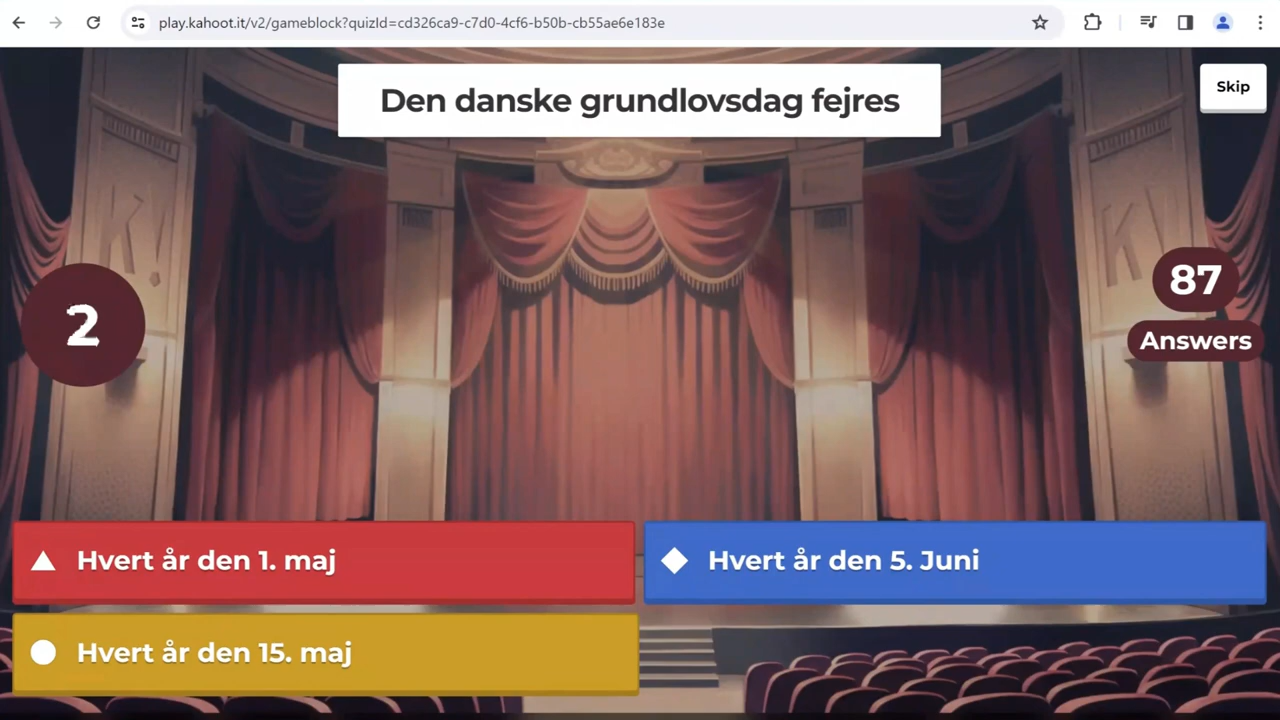 play.kahoot.it/v2/gameblock?quizId=cd326ca9-c7d0-4cf6-b50b-cb55ae6e183e
Den danske grundlovsdag fejres
Skip
K!
K!
2
87
Answers
Hvert år den 1. maj
Hvert år den 5. Juni
Hvert år den 15. maj